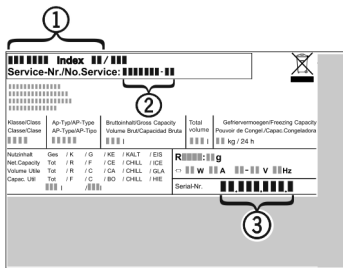 1
Index /
Service-Nr./No.Service: -
2
Klasse/Class Ap-Typ/AP-Type Bruttoinhalt/Gross Capacity Total Gefriervermoegen/Freezing Capacity
Classe/Clase AP-Type/AP-Tipo Volume Brut/Capacidad Bruta volume Pouvoir de Congel./Capac.Congeladora
l l kg / 24 h
Nutzinhalt Ges / K / G / KE / KALT / EIS
Net.Capacity Tot / R / F / CE / CHILL / ICE
Volume Utile Tot / R / C / CA / CHILL / GLA
Capac. Util Tot / F / C / BO / CHILL / HIE
l / l
R : g
W A - V Hz
Serial-Nr. . . .
3